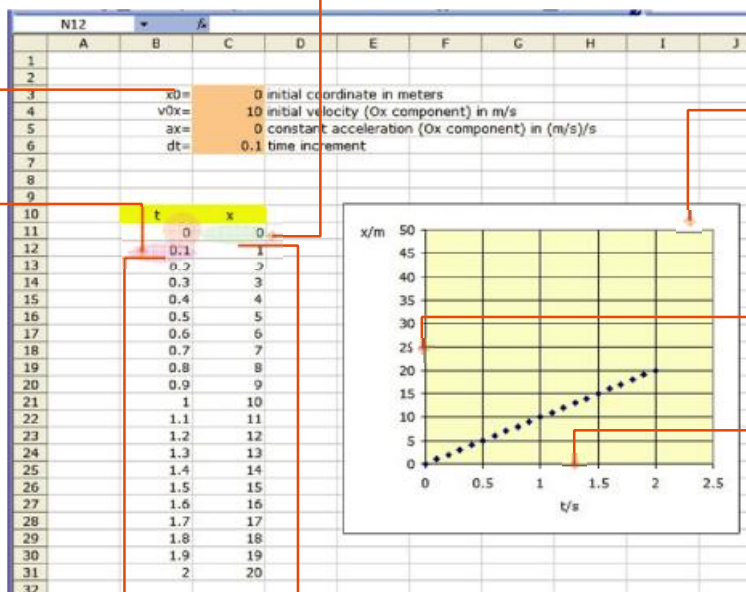 N12 fx
A B C D E F G H I J
1
2
3 x0= 0 initial coordinate in meters
4 v0x= 10 initial velocity (Ox component) in m/s
5 ax= 0 constant acceleration (Ox component) in (m/s)/s
6 dt= 0.1 time increment
7
8
9
10 t x
11 0 0
12 0.1 1
13 0.2 2
14 0.3 3
15 0.4 4
16 0.5 5
17 0.6 6
18 0.7 7
19 0.8 8
20 0.9 9
21 1 10
22 1.1 11
23 1.2 12
24 1.3 13
25 1.4 14
26 1.5 15
27 1.6 16
28 1.7 17
29 1.8 18
30 1.9 19
31 2 20
32
x/m 50
45
40
35
30
25
20
15
10
5
0
0 0.5 1 1.5 2 2.5
t/s